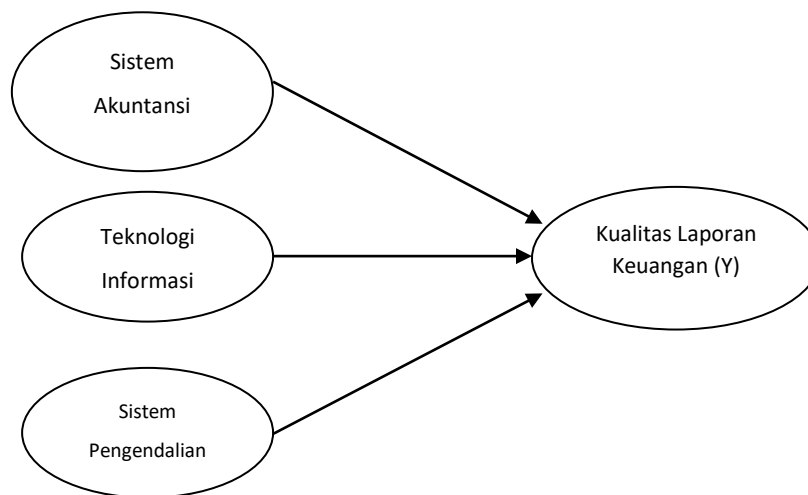 Sistem
Akuntansi
Teknologi
Informasi
Sistem
Pengendalian
Kualitas Laporan
Keuangan (Y)